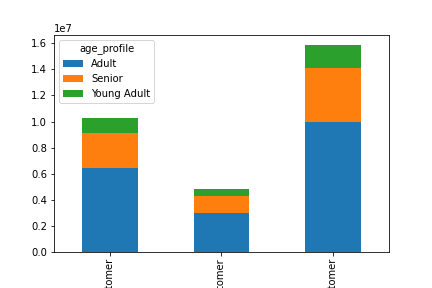 1e7
age_profile
Adult
Senior
Young Adult
1.6
1.4
1.2
1.0
0.8
0.6
0.4
0.2
0.0
tomer
tomer
tomer